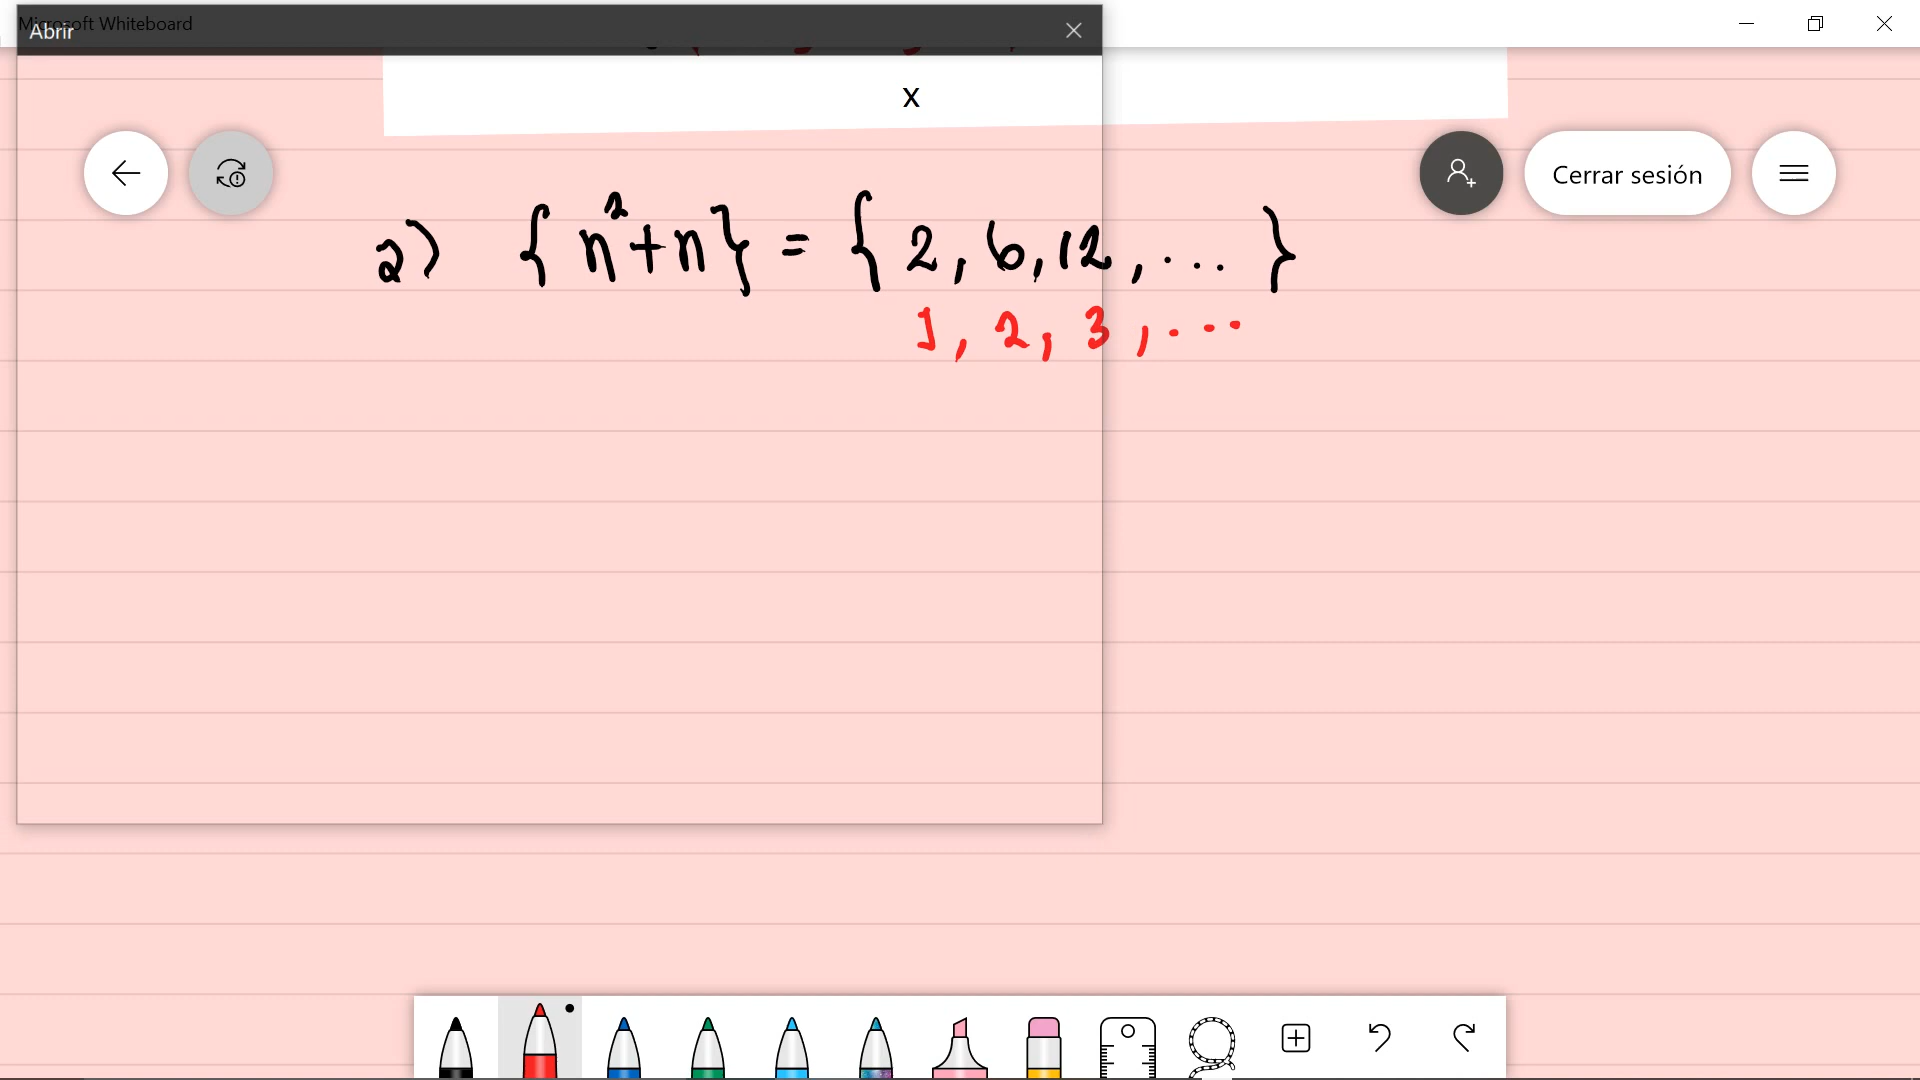 Microsoft Whiteboard
Abrir
x
Cerrar sesión
2) { n²+n} = { 2, 6, 12, ... }
1, 2, 3, ...